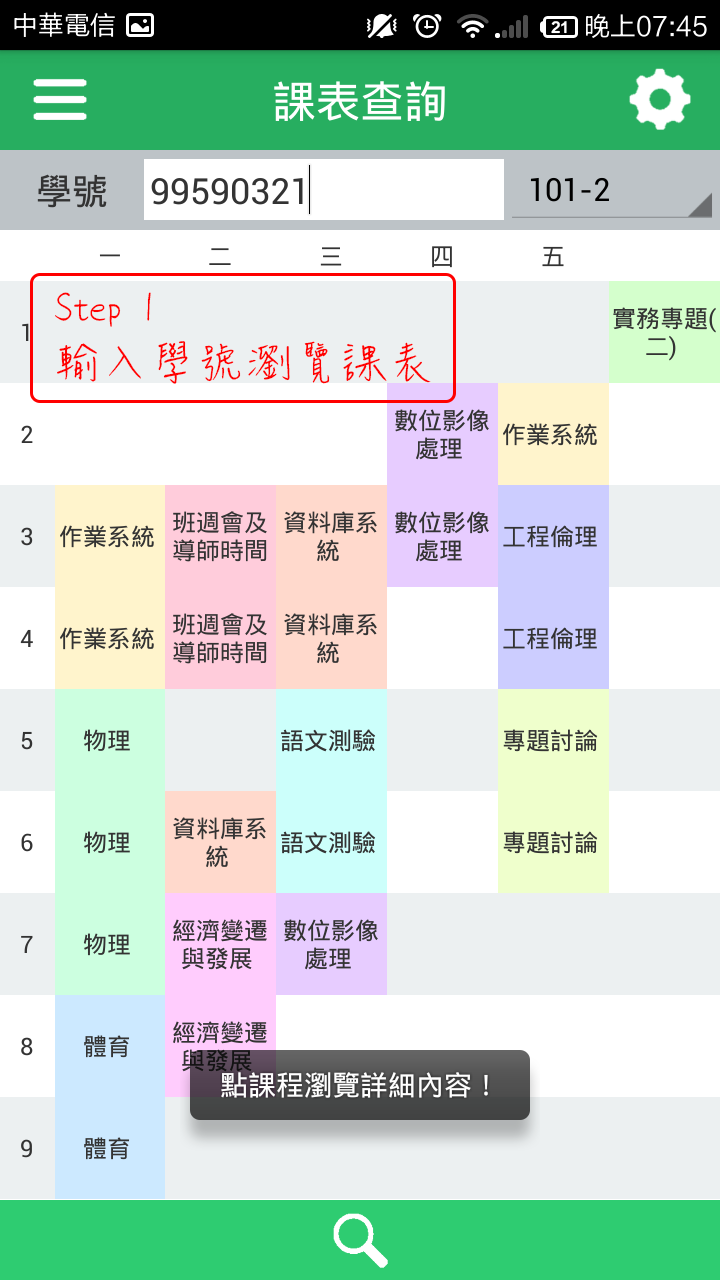 中華電信 21 晚上07:45
課表查詢
學號 99590321 101-2
一 二 三 四 五
Step 1
輸入學號瀏覽課表
1 實務專題(
二)
2 數位影像
處理 作業系統
3 作業系統 班週會及
導師時間 資料庫系
統 數位影像
處理 工程倫理
4 作業系統 班週會及
導師時間 資料庫系
統 工程倫理
5 物理 語文測驗 專題討論
6 物理 資料庫系
統 語文測驗 專題討論
7 物理 經濟變遷
與發展 數位影像
處理
8 體育 經濟變遷
與發展
點課程瀏覽詳細內容！
9 體育